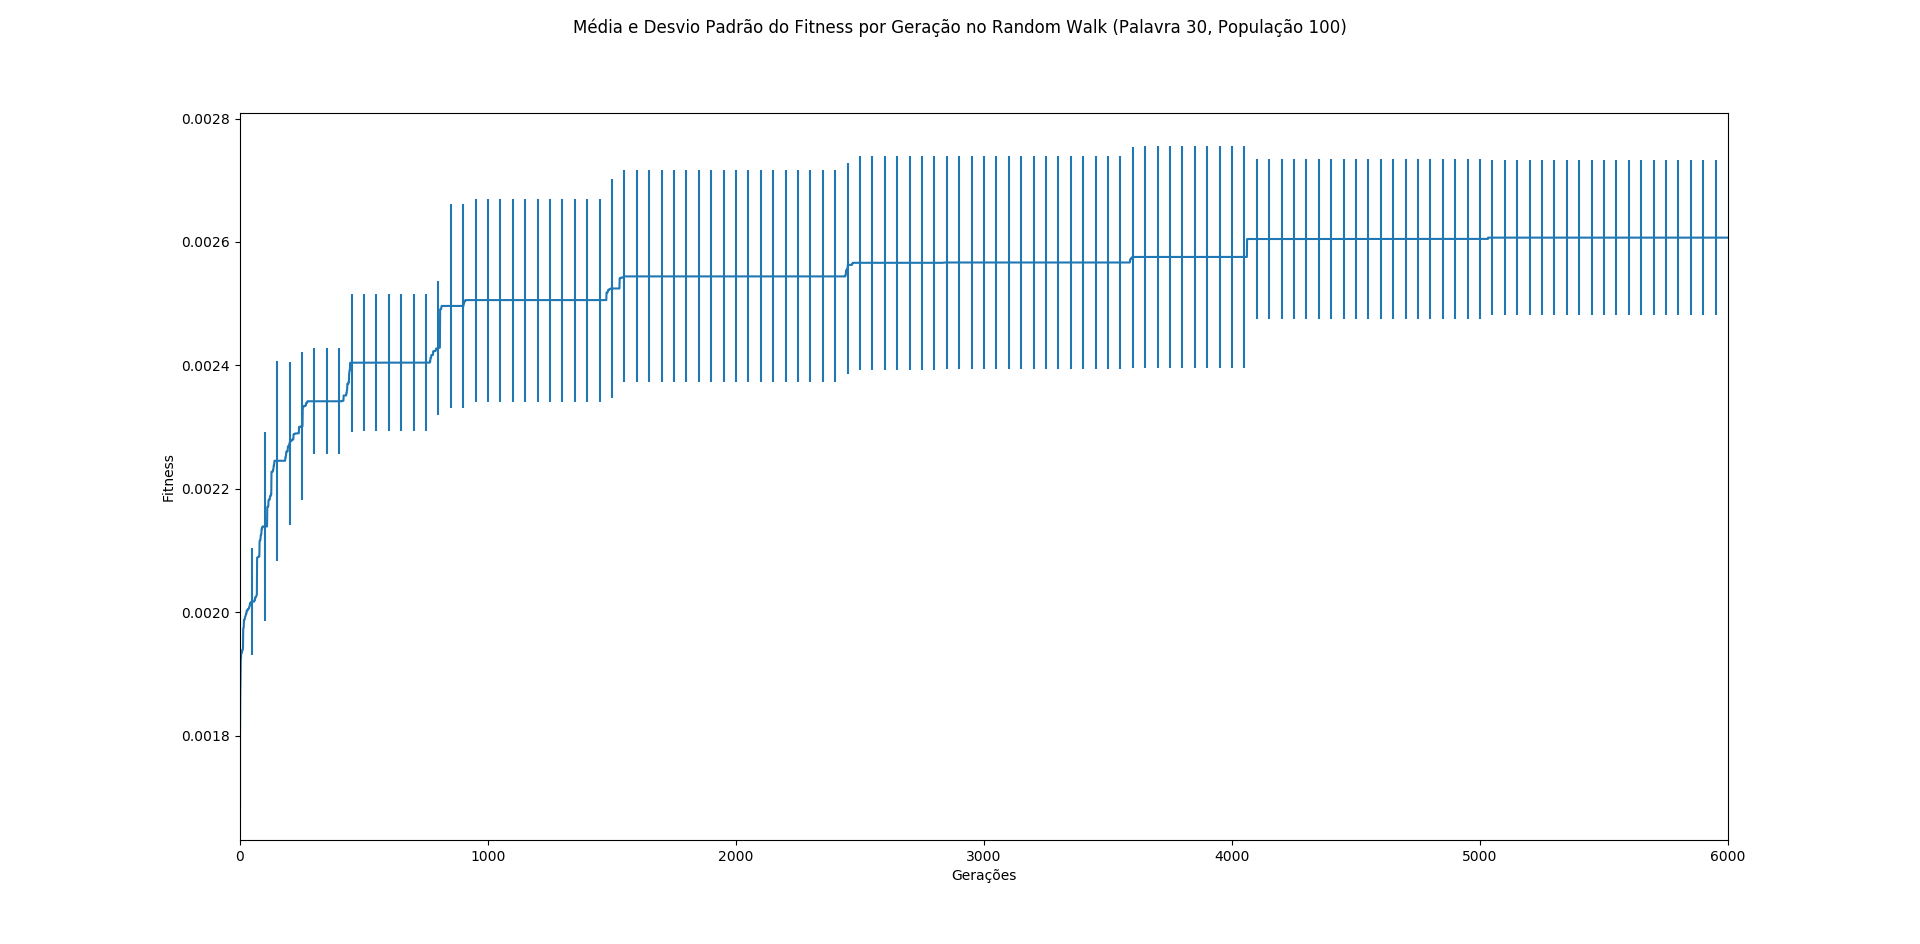 Média e Desvio Padrão do Fitness por Geração no Random Walk (Palavra 30, População 100)
0.0028
0.0026
0.0024
0.0022
0.0020
0.0018
Fitness
0 1000 2000 3000 4000 5000 6000
Gerações